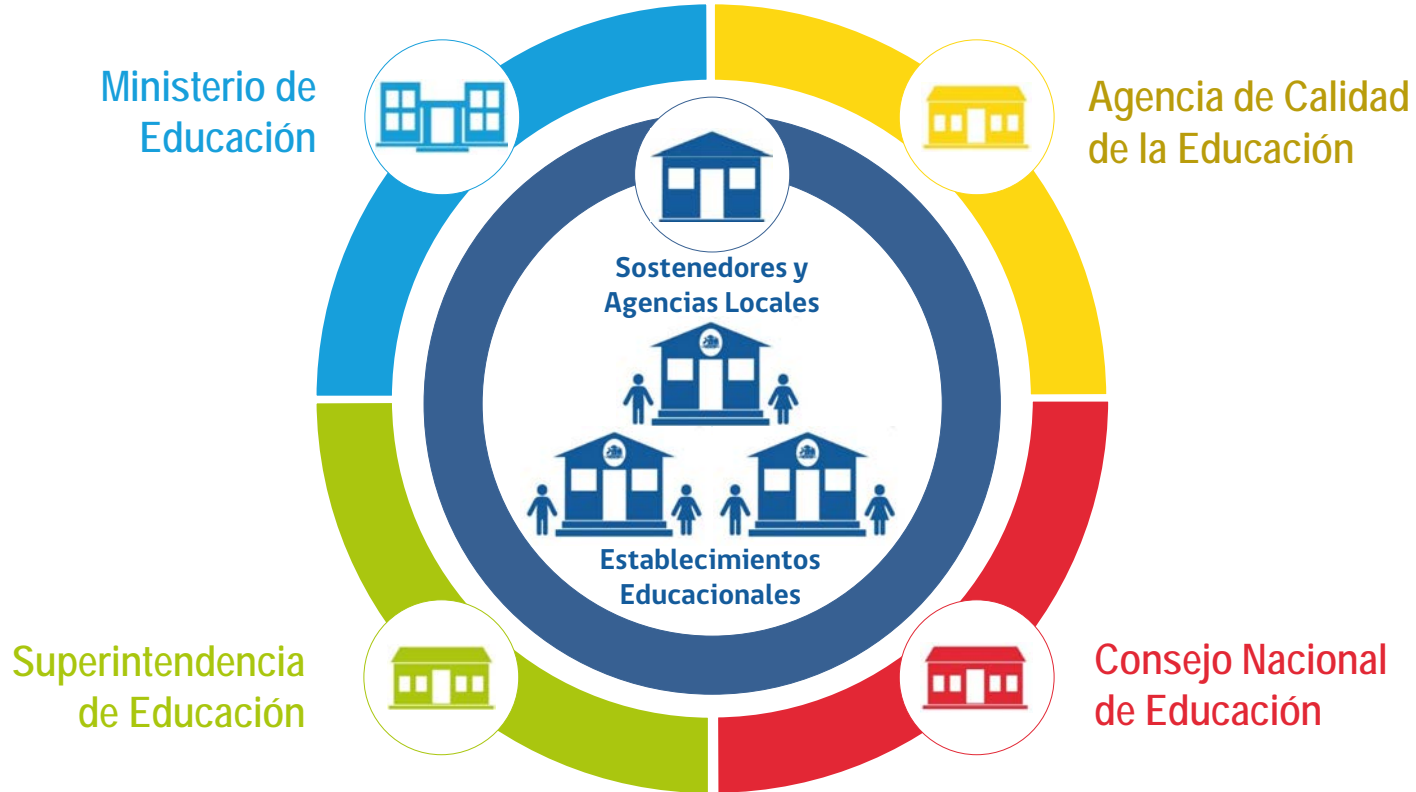 Ministerio de
Educación
Agencia de Calidad
de la Educación
Sostenedores y
Agencias Locales
Establecimientos
Educacionales
Superintendencia
de Educación
Consejo Nacional
de Educación